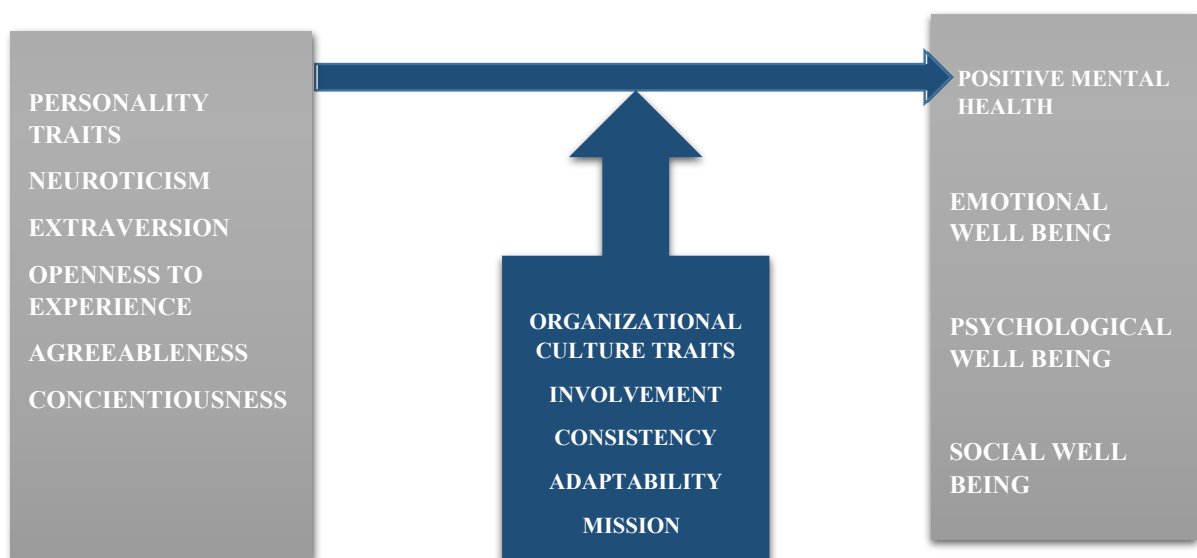 PERSONALITY
TRAITS
NEUROTICISM
EXTRAVERSION
OPENNESS TO
EXPERIENCE
AGREEABLENESS
CONCIENTIOUSNESS
ORGANIZATIONAL
CULTURE TRAITS
INVOLVEMENT
CONSISTENCY
ADAPTABILITY
MISSION
POSITIVE MENTAL
HEALTH
EMOTIONAL
WELL BEING
PSYCHOLOGICAL
WELL BEING
SOCIAL WELL
BEING